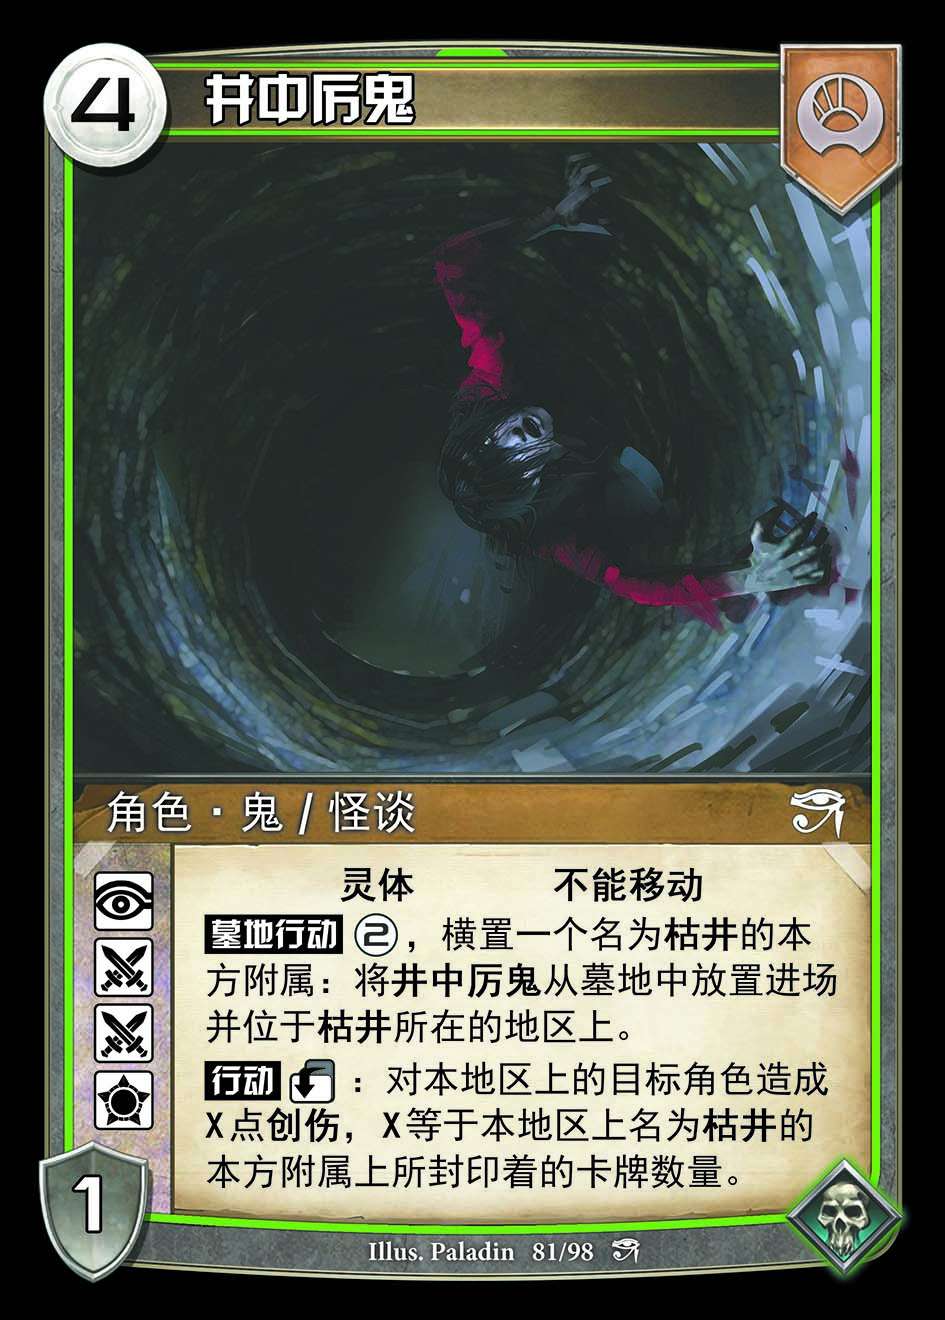 4
井中厉鬼
角色·鬼 / 怪谈
灵体 不能移动
墓地行动 2，横置一个名为枯井的本
方附属：将井中厉鬼从墓地中放置进场
并位于枯井所在的地区上。
行动 ：对本地区上的目标角色造成
X点创伤，X等于本地区上名为枯井的
本方附属上所封印着的卡牌数量。
1
Illus. Paladin 81/98